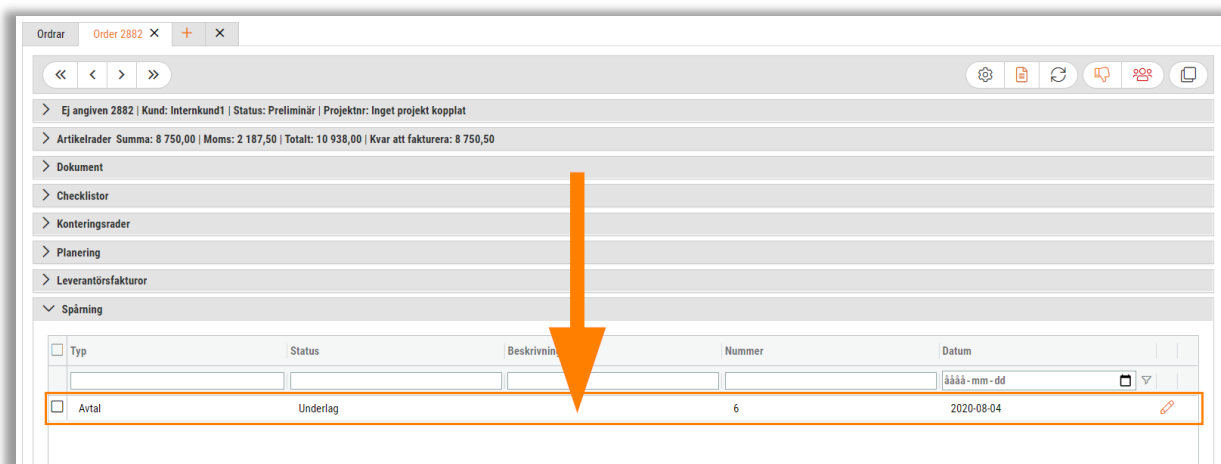 Ordrar Order 2882
Ej angiven 2882 | Kund: Internkund1 | Status: Preliminär | Projektnr: Inget projekt kopplat
Artikelrader Summa: 8 750,00 | Moms: 2 187,50 | Totalt: 10 938,00 | Kvar att fakturera: 8 750,50
Dokument
Checklistor
Konteringsrader
Planering
Leverantörsfakturor
Spårning
Typ Status Beskrivning Nummer Datum
åååå-mm-dd
Avtal Underlag 6 2020-08-04